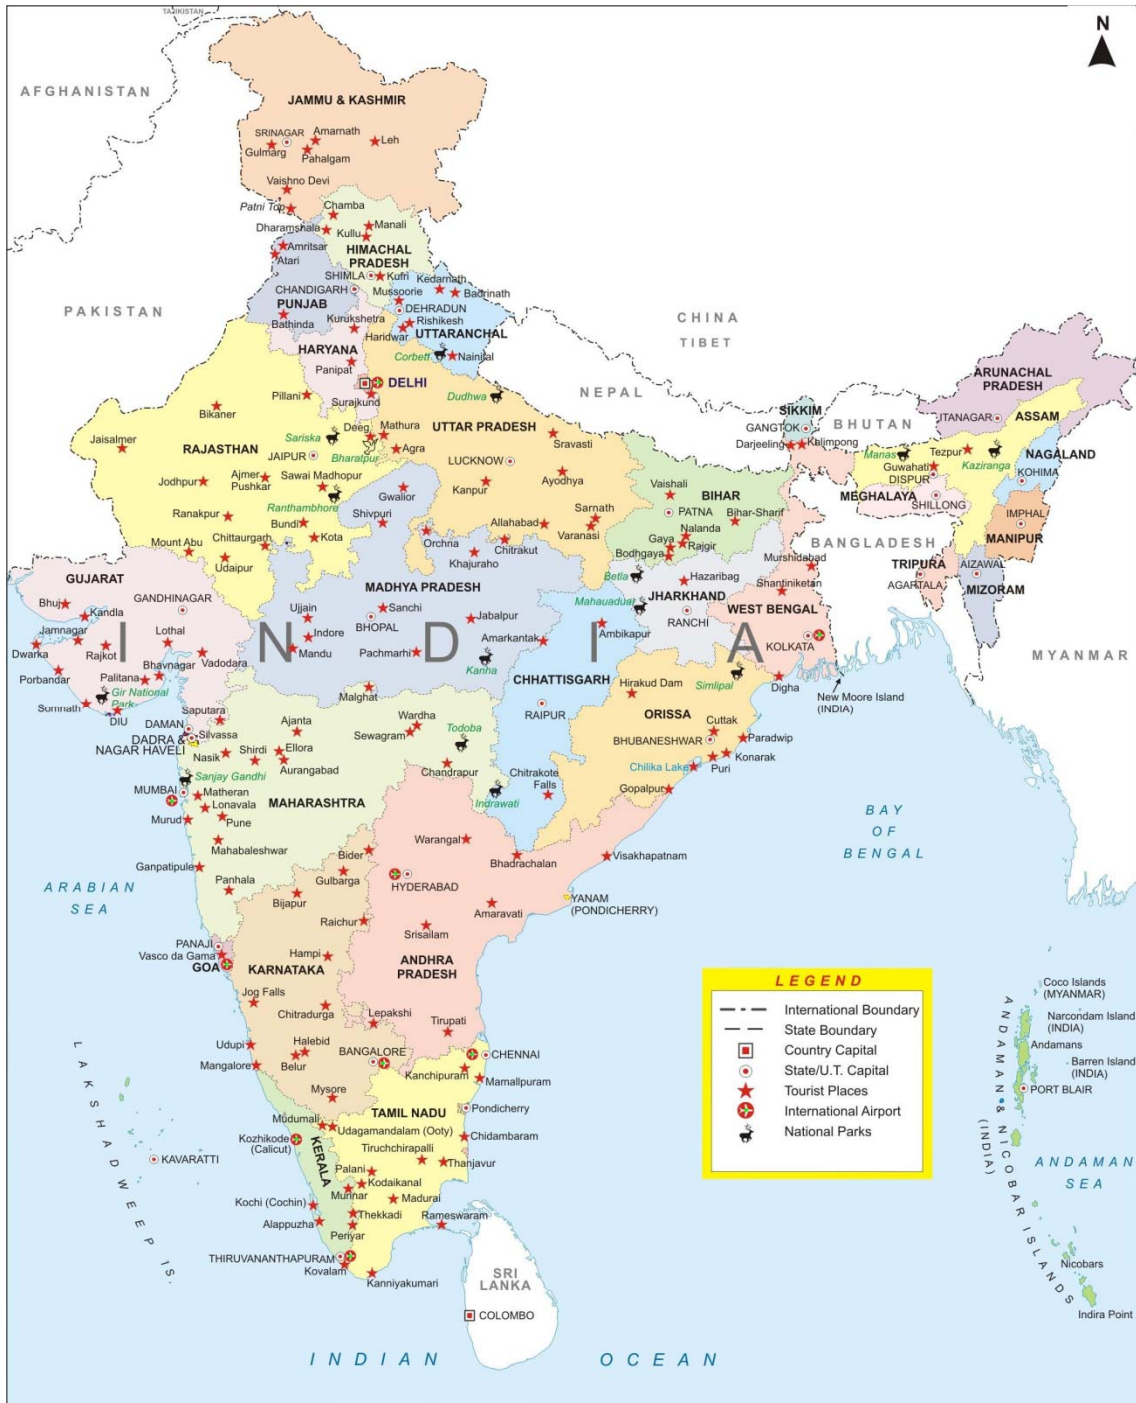 TAJIKISTAN
N
AFGHANISTAN
JAMMU & KASHMIR
SRINAGAR
Amarnath
Leh
Gulmarg
Pahalgam
Vaishno Devi
Patni Top
Chamba
Dharamshala
Manali
Kullu
Amritsar
Atari
HIMACHAL
PRADESH
SHIMLA
Kufri
Kedarnath
CHANDIGARH
Mussoorie
Badrinath
PAKISTAN
PUNJAB
DEHRADUN
Bathinda
Kurukshetra
Rishikesh
UTTARANCHAL
Haridwar
CHINA
TIBET
HARYANA
Corbett
Nainital
Panipat
DELHI
NEPAL
ARUNACHAL
PRADESH
Pillani
Surajkund
Dudhwa
Bikaner
SIKKIM
ITANAGAR
ASSAM
Deeg
Mathura
UTTAR PRADESH
GANGTOK
BHUTAN
Jaisalmer
RAJASTHAN
Sariska
Sravasti
Darjeeling
Kalimpong
Tezpur
NAGALAND
JAIPUR
Bharatpur
Agra
LUCKNOW
Manas
Guwahati
Kaziranga
Jodhpur
Ajmer
Pushkar
Sawai Madhopur
Kanpur
Ayodhya
DISPUR
KOHIMA
Gwalior
Vaishali
BIHAR
MEGHALAYA
SHILLONG
Ranakpur
Ranthambhore
Shivpuri
Sarnath
PATNA
Bihar-Sharif
IMPHAL
Bundi
Allahabad
Nalanda
MANIPUR
Mount Abu
Chittaurgarh
Kota
Orchna
Chitrakut
Varanasi
Gaya
Rajgir
BANGLADESH
Udaipur
Khajuraho
Bodhgaya
Murshidabad
TRIPURA
AIZAWAL
GUJARAT
MADHYA PRADESH
Betla
Hazaribag
Shantiniketan
AGARTALA
MIZORAM
GANDHINAGAR
Mahauaduar
JHARKHAND
Bhuj
Kandla
Ujjain
Sanchi
Jabalpur
WEST BENGAL
RANCHI
Jamnagar
Lothal
BHOPAL
Ambikapur
INDIA
Indore
Amarkantak
KOLKATA
Dwarka
Rajkot
Bhavnagar
Vadodara
Mandu
Pachmarhi
MYANMAR
Porbandar
Palitana
Kanha
CHHATTISGARH
Hirakud Dam
Simlipal
Digha
New Moore Island
(INDIA)
Gir National
Park
Malghat
Somnath
DIU
Saputara
RAIPUR
ORISSA
DAMAN
Silvassa
Ajanta
Wardha
Todoba
Cuttak
Paradwip
DADRA &
NAGAR HAVELI
Sewagram
BHUBANESHWAR
Nasik
Shirdi
Ellora
Konarak
Aurangabad
Chandrapur
Chilika Lake
Puri
Sanjay Gandhi
Chitrakote
Falls
MUMBAI
Matheran
Indrawati
Gopalpur
MAHARASHTRA
Lonavala
Murud
Pune
BAY
OF
BENGAL
Mahabaleshwar
Warangal
Bider
Bhadrachalan
Visakhapatnam
Ganpatipule
Gulbarga
HYDERABAD
ARABIAN
SEA
Panhala
Bijapur
YANAM
(PONDICHERRY)
Amaravati
Raichur
Srisailam
PANAJI
Vasco da Gama
GOA
KARNATAKA
Hampi
ANDHRA
PRADESH
Jog Falls
Chitradurga
Lepakshi
Tirupati
Udupi
Halebid
BANGALORE
CHENNAI
Mangalore
Belur
Kanchipuram
Mamallpuram
Mysore
TAMIL NADU
Pondicherry
Mudumali
Udagamandalam (Ooty)
Kozhikode
(Calicut)
Chidambaram
Tiruchchirapalli
KERALA
Thanjavur
KAVARATTI
Palani
Kodaikanal
Munnar
Kochi (Cochin)
Madurai
Thekkadi
Rameswaram
Alappuzha
Periyar
THIRUVANANTHAPURAM
Kovalam
Kanniyakumari
SRI
LANKA
COLOMBO
LAKSHADWEEP IS.
LEGEND
International Boundary
State Boundary
Country Capital
State/U.T. Capital
Tourist Places
International Airport
National Parks
Coco Islands
(MYANMAR)
Narcondam Island
(INDIA)
Andamans
Barren Island
(INDIA)
PORT BLAIR
ANDAMAN & NICOBAR ISLANDS
(INDIA)
ANDAMAN
SEA
Nicobars
Indira Point
INDIAN OCEAN